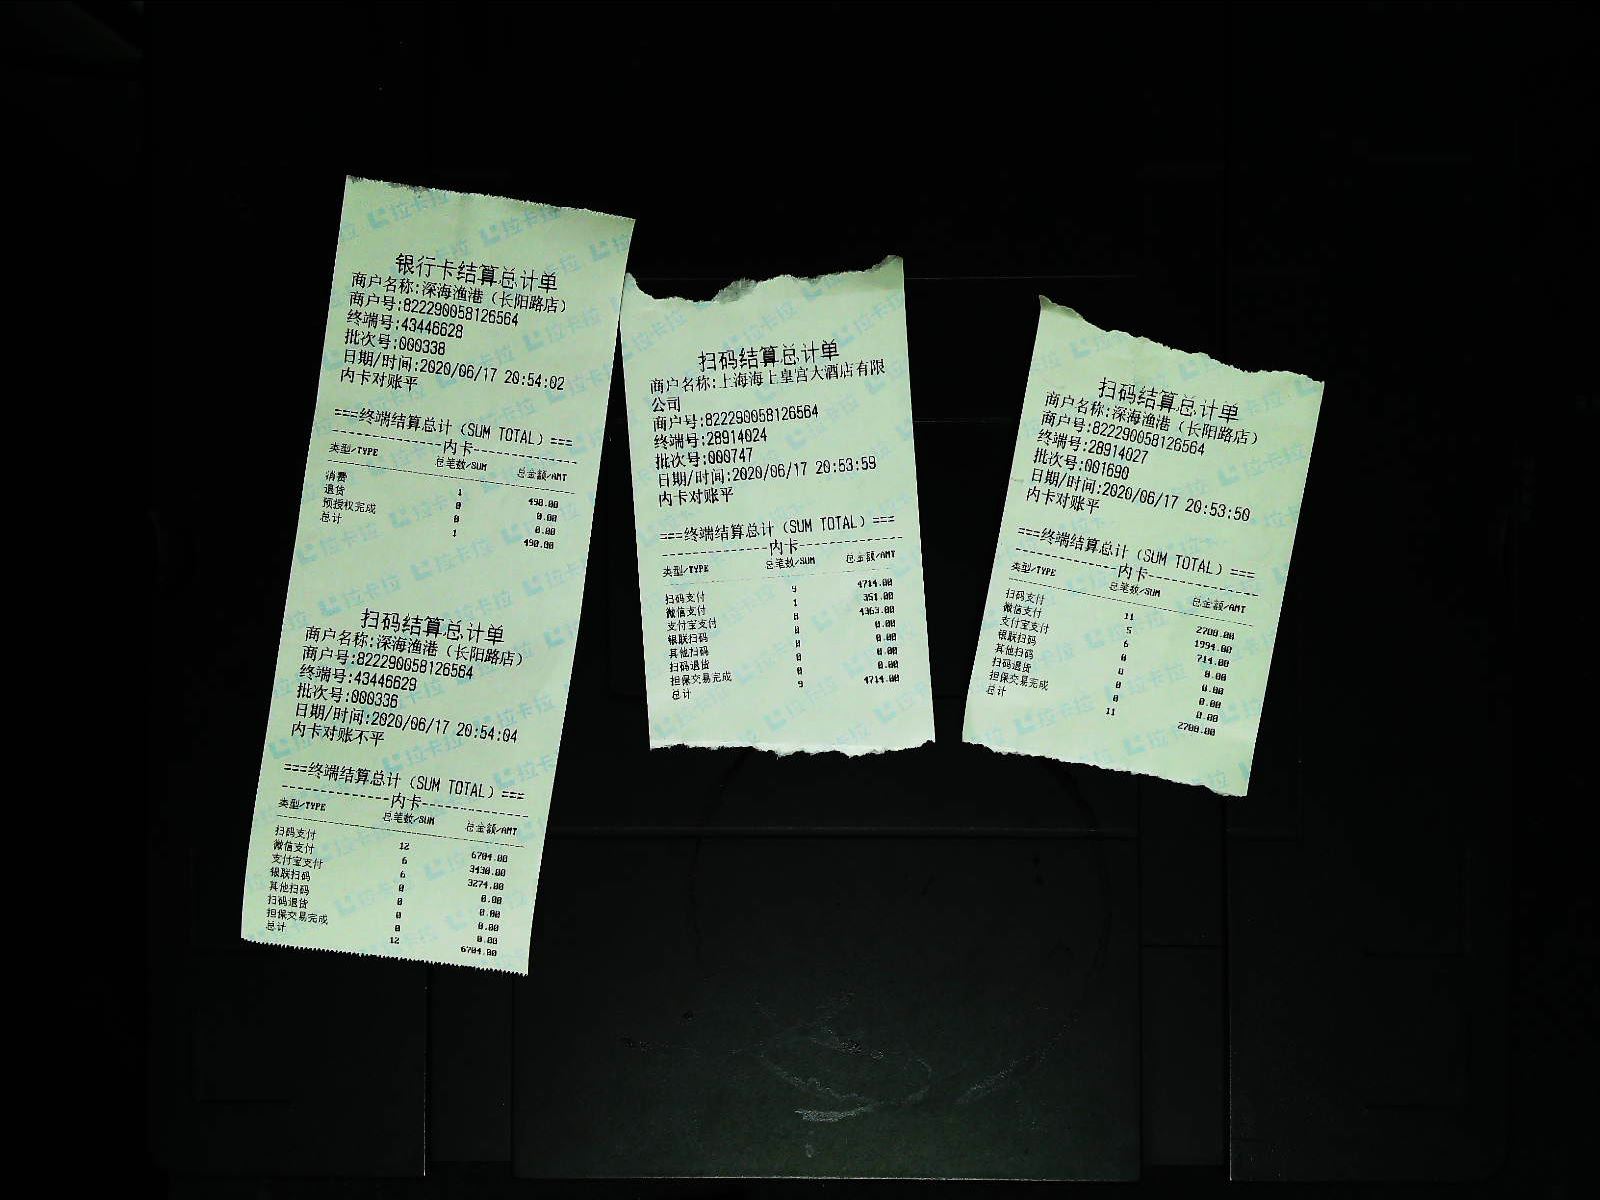 银行卡结算总计单
商户名称:深海渔港（长阳路店）
商户号:822290058126564
终端号:43446628
批次号:000338
日期/时间:2020/06/17 20:54:02
内卡对账平
===终端结算总计（SUM TOTAL）===
----------------内卡----------------
类型/TYPE 总笔数/SUM 总金额/AMT
消费 1 490.00
退货 0 0.00
预授权完成 0 0.00
总计 1 490.00
扫码结算总计单
商户名称:深海渔港（长阳路店）
商户号:822290058126564
终端号:43446629
批次号:000336
日期/时间:2020/06/17 20:54:04
内卡对账不平
===终端结算总计（SUM TOTAL）===
----------------内卡----------------
类型/TYPE 总笔数/SUM 总金额/AMT
扫码支付 12 6704.00
微信支付 6 3430.00
支付宝支付 6 3274.00
银联扫码 0 0.00
其他扫码 0 0.00
扫码退货 0 0.00
担保交易完成 0 0.00
总计 12 6704.00
扫码结算总计单
商户名称:上海海上皇宫大酒店有限
公司
商户号:822290058126564
终端号:28914024
批次号:000747
日期/时间:2020/06/17 20:53:59
内卡对账平
===终端结算总计（SUM TOTAL）===
----------------内卡----------------
类型/TYPE 总笔数/SUM 总金额/AMT
扫码支付 9 4714.00
微信支付 1 351.00
支付宝支付 8 4363.00
银联扫码 0 0.00
其他扫码 0 0.00
扫码退货 0 0.00
担保交易完成 0 0.00
总计 9 4714.00
扫码结算总计单
商户名称:深海渔港（长阳路店）
商户号:822290058126564
终端号:28914027
批次号:001690
日期/时间:2020/06/17 20:53:50
内卡对账平
===终端结算总计（SUM TOTAL）===
----------------内卡----------------
类型/TYPE 总笔数/SUM 总金额/AMT
扫码支付 11 2708.00
微信支付 5 1994.00
支付宝支付 6 714.00
银联扫码 0 0.00
其他扫码 0 0.00
扫码退货 0 0.00
担保交易完成 0 0.00
总计 11 2708.00